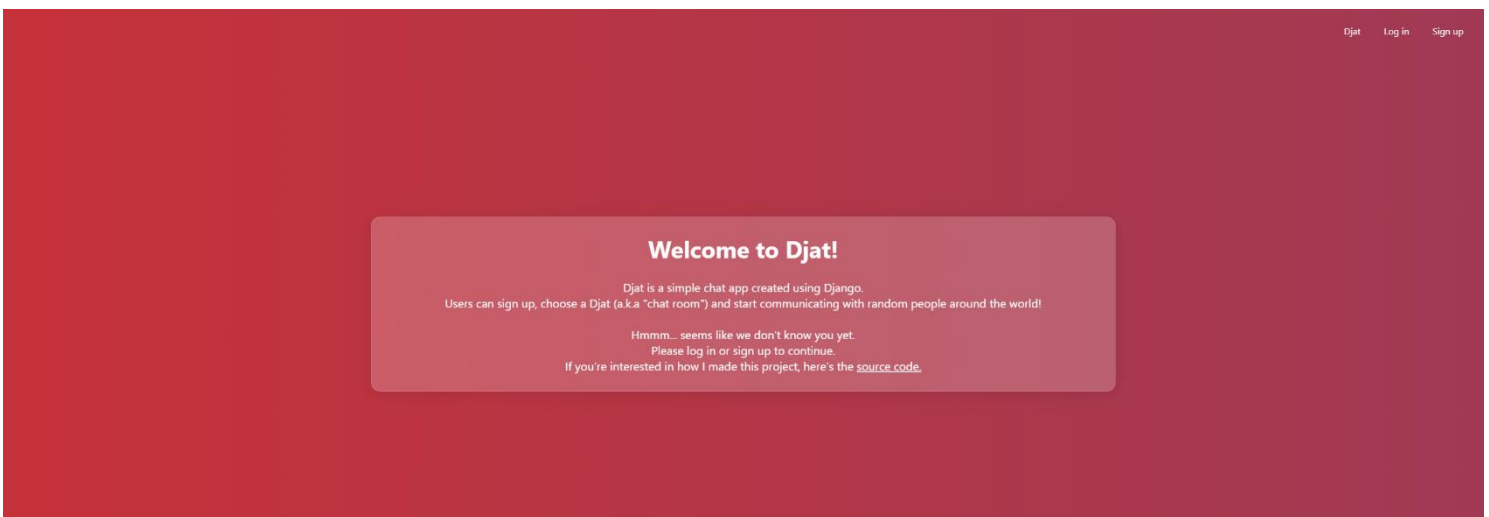 Djat Log in Sign up
Welcome to Djat!
Djat is a simple chat app created using Django.
Users can sign up, choose a Djat (a.k.a "chat room") and start communicating with random people around the world!
Hmmm... seems like we don't know you yet.
Please log in or sign up to continue.
If you're interested in how I made this project, here's the source code.